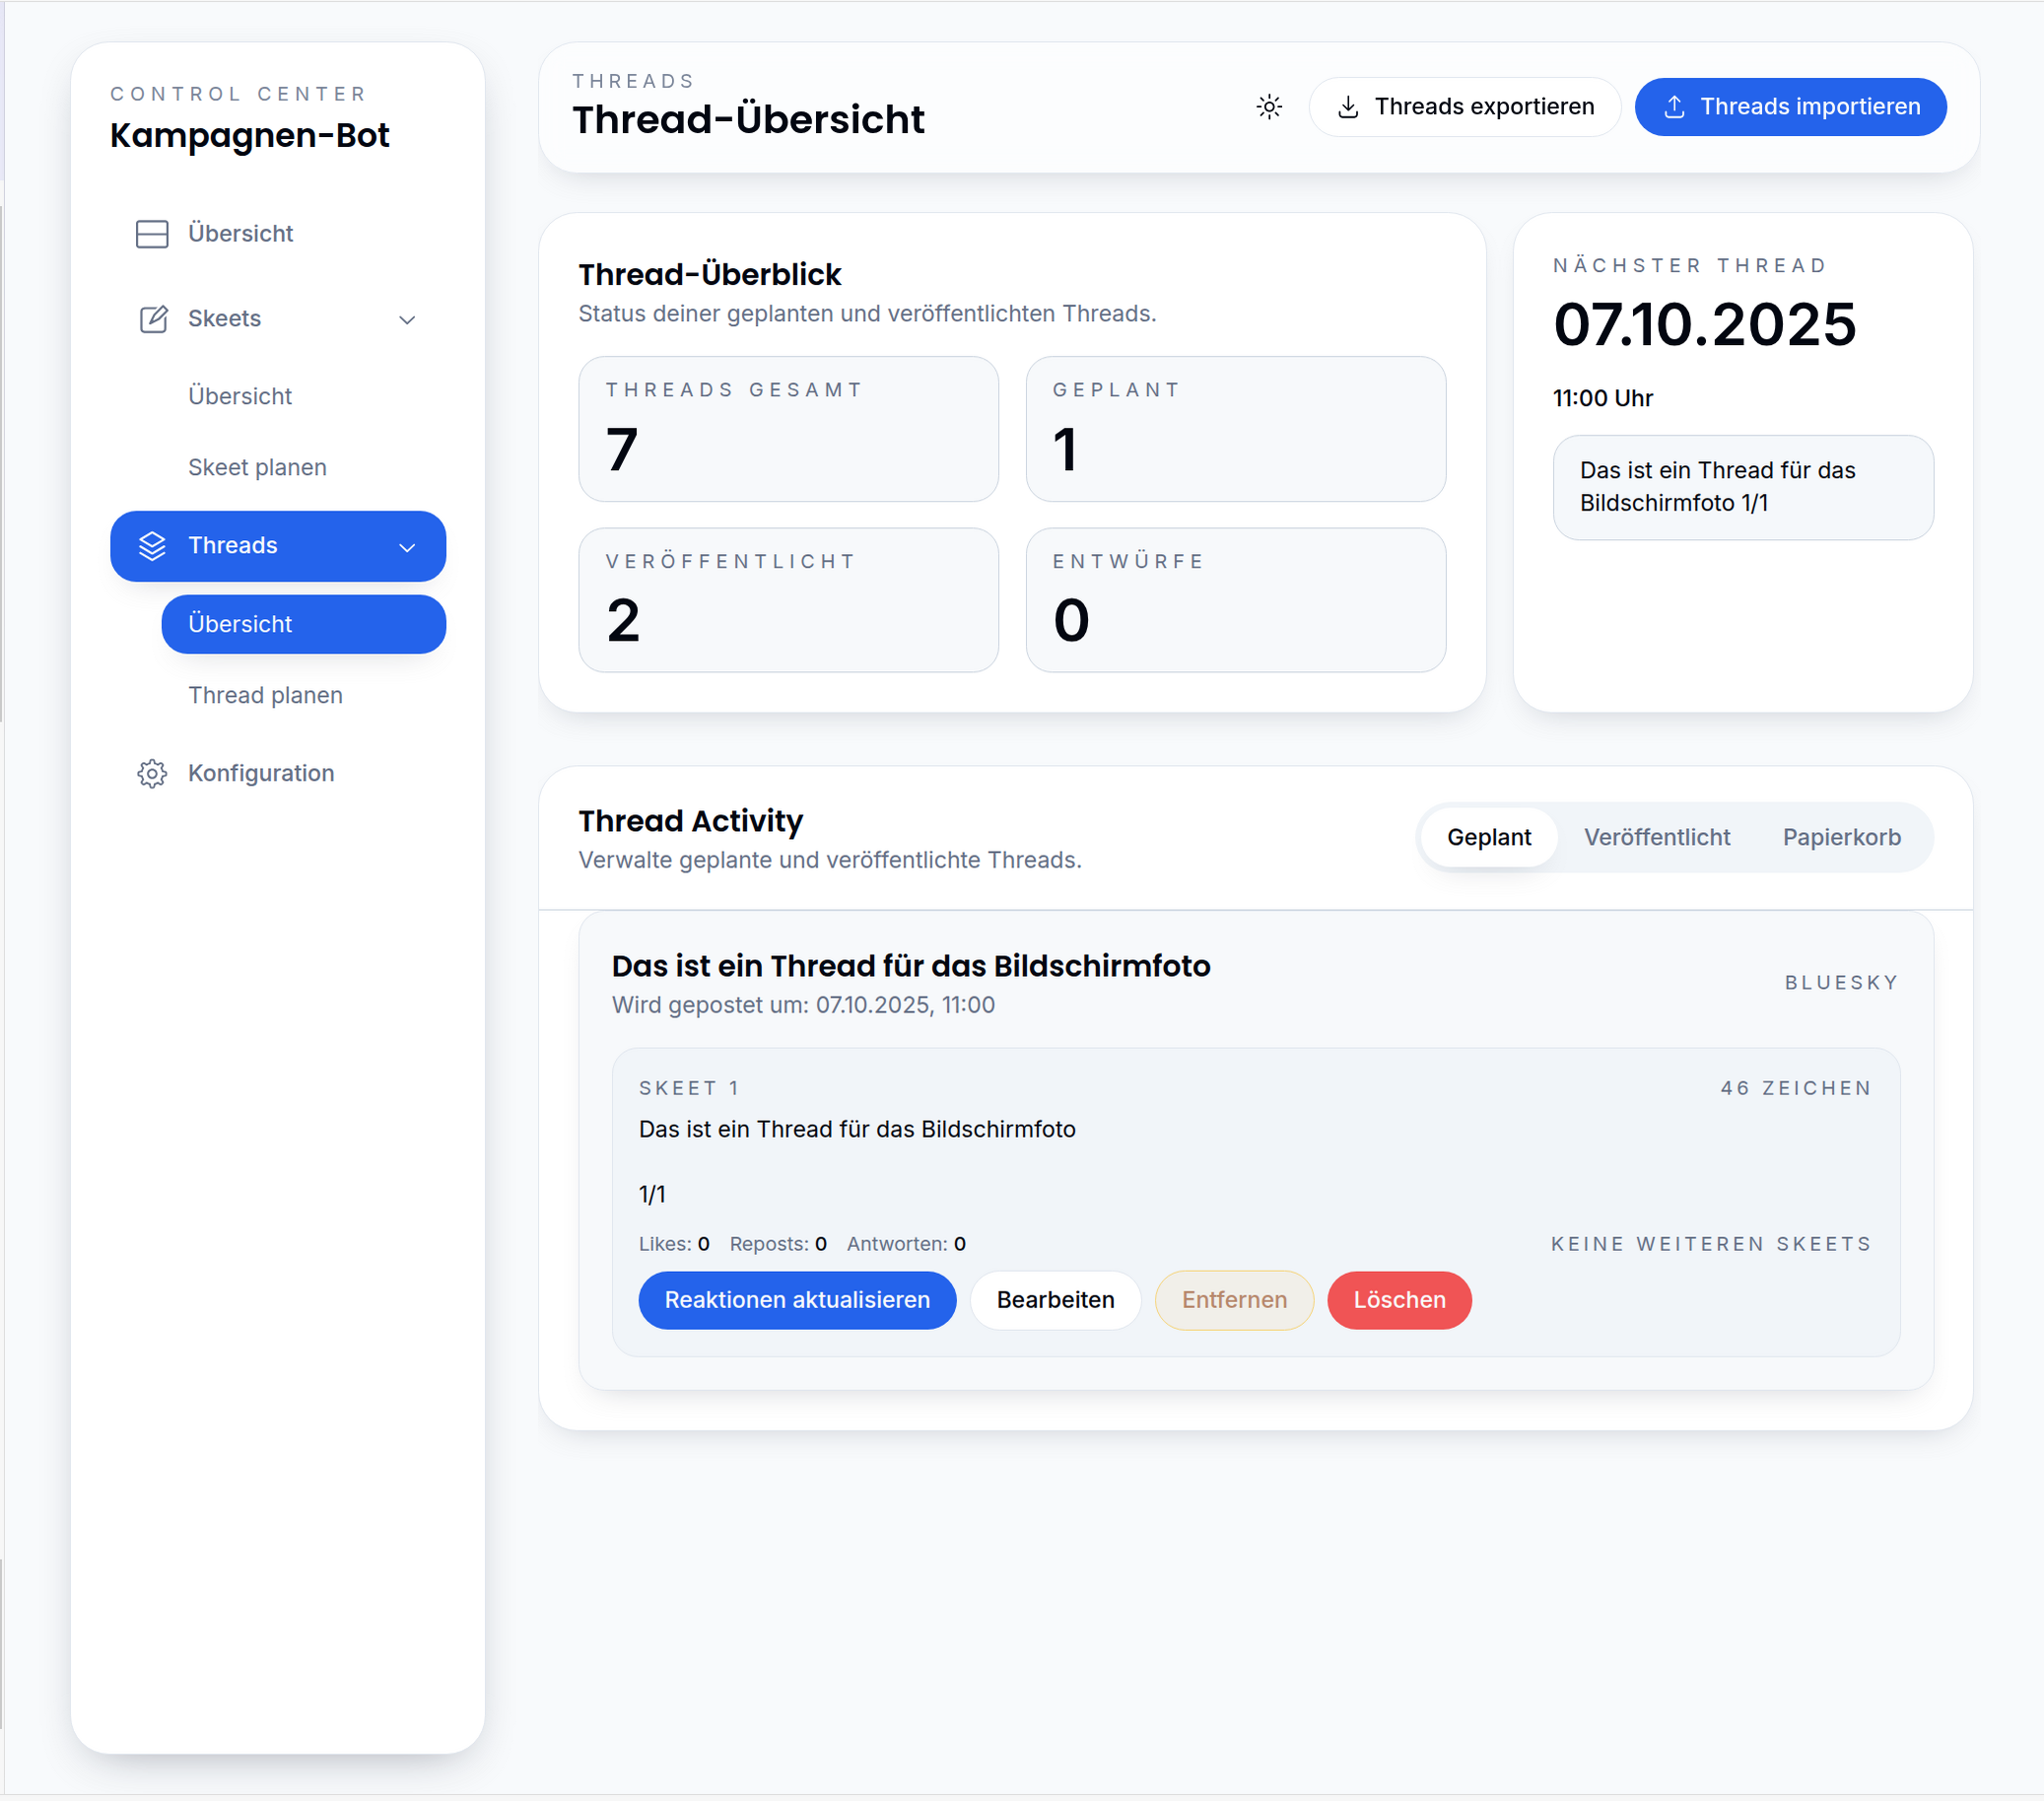 CONTROL CENTER
Kampagnen-Bot
Übersicht
Skeets
Übersicht
Skeet planen
Threads
Übersicht
Thread planen
Konfiguration
THREADS
Thread-Übersicht
Threads exportieren
Threads importieren
Thread-Überblick
Status deiner geplanten und veröffentlichten Threads.
THREADS GESAMT
7
GEPLANT
1
VERÖFFENTLICHT
2
ENTWÜRFE
0
NÄCHSTER THREAD
07.10.2025
11:00 Uhr
Das ist ein Thread für das
Bildschirmfoto 1/1
Thread Activity
Verwalte geplante und veröffentlichte Threads.
Geplant
Veröffentlicht
Papierkorb
Das ist ein Thread für das Bildschirmfoto
Wird gepostet um: 07.10.2025, 11:00
BLUESKY
SKEET 1
46 ZEICHEN
Das ist ein Thread für das Bildschirmfoto
1/1
Likes: 0 Reposts: 0 Antworten: 0
KEINE WEITEREN SKEETS
Reaktionen aktualisieren
Bearbeiten
Entfernen
Löschen